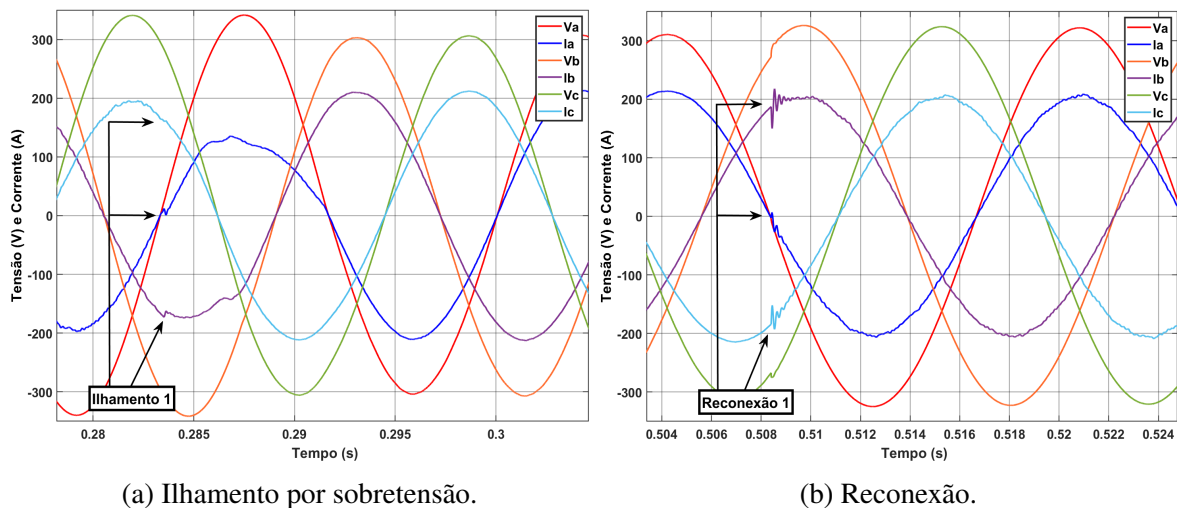 Tensão (V) e Corrente (A)
300
200
100
0
-100
-200
-300
0.28
0.285
0.29
0.295
0.3
Tempo (s)
Va
Ia
Vb
Ib
Vc
Ic
Ilhamento 1
(a) Ilhamento por sobretensão.
Tensão (V) e Corrente (A)
300
200
100
0
-100
-200
-300
0.504
0.506
0.508
0.51
0.512
0.514
0.516
0.518
0.52
0.522
0.524
Tempo (s)
Va
Ia
Vb
Ib
Vc
Ic
Reconexão 1
(b) Reconexão.